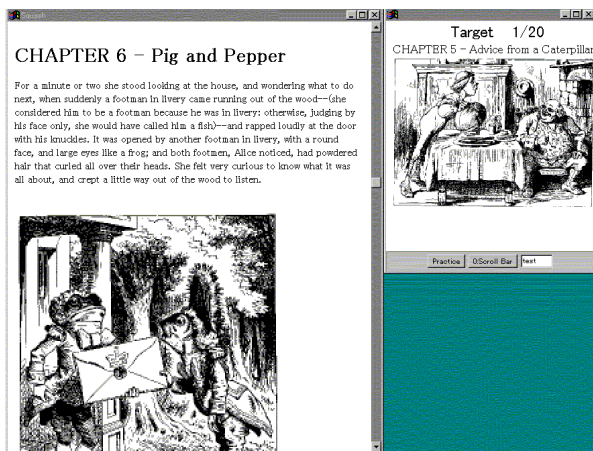 CHAPTER 6 - Pig and Pepper
For a minute or two she stood looking at the house, and wondering what to do
next, when suddenly a footman in livery came running out of the wood--(she
considered him to be a footman because he was in livery: otherwise, judging by
his face only, she would have called him a fish)--and rapped loudly at the door
with his knuckles. It was opened by another footman in livery, with a round
face, and large eyes like a frog; and both footmen, Alice noticed, had powdered
hair that curled all over their heads. She felt very curious to know what it was
all about, and crept a little way out of the wood to listen.
Target 1/20
CHAPTER 5 - Advice from a Caterpillar
Practice
0:Scroll Bar
test